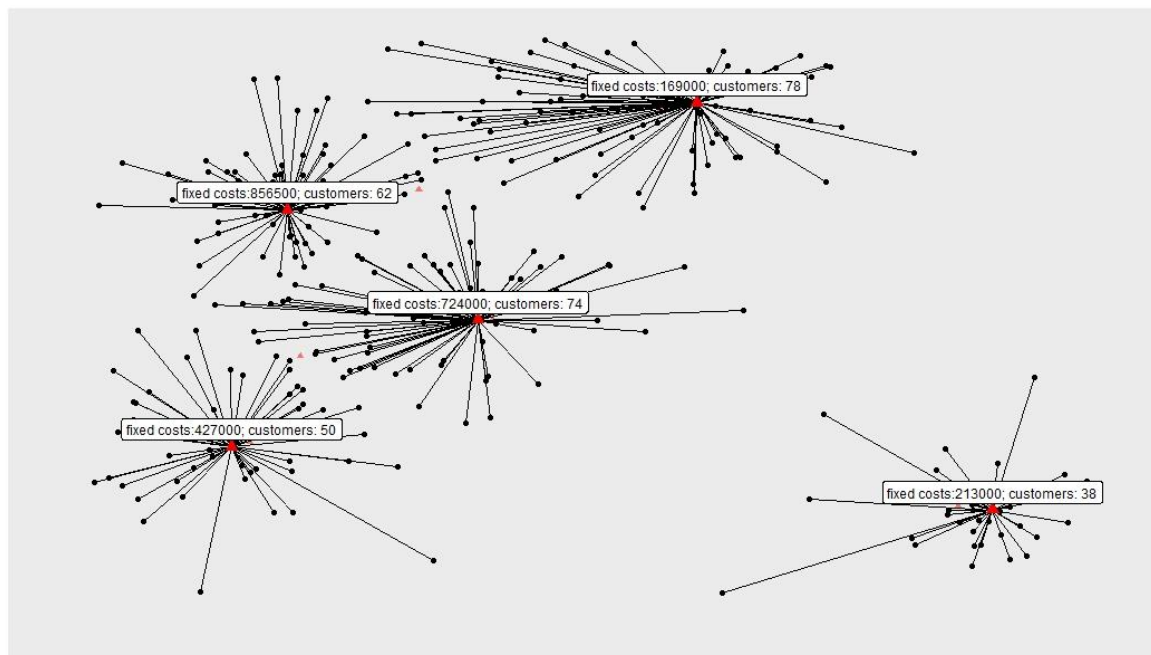 fixed costs:169000; customers: 78
fixed costs:856500; customers: 62
fixed costs:724000; customers: 74
fixed costs:427000; customers: 50
fixed costs:213000; customers: 38